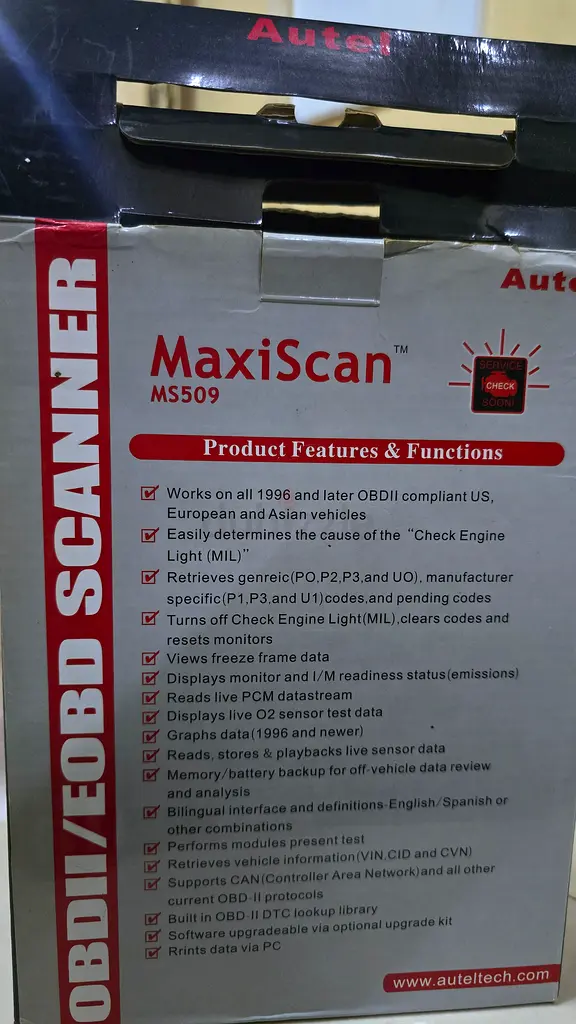 Autel
Aute
MaxiScan™
MS509
SERVICE
CHECK
SOON!
OBDII/EOBD SCANNER
Product Features & Functions
Works on all 1996 and later OBDII compliant US,
European and Asian vehicles
Easily determines the cause of the “Check Engine
Light (MIL)”
Retrieves genreic(PO,P2,P3,and UO), manufacturer
specific(P1,P3,and U1)codes,and pending codes
Turns off Check Engine Light(MIL),clears codes and
resets monitors
Views freeze frame data
Displays monitor and I/M readiness status(emissions)
Reads live PCM datastream
Displays live O2 sensor test data
Graphs data(1996 and newer)
Reads, stores & playbacks live sensor data
Memory/battery backup for off-vehicle data review
and analysis
Bilingual interface and definitions-English/Spanish or
other combinations
Performs modules present test
Retrieves vehicle information(VIN,CID and CVN)
Supports CAN(Controller Area Network)and all other
current OBD-II protocols
Built in OBD-II DTC lookup library
Software upgradeable via optional upgrade kit
Rrints data via PC
www.auteltech.com